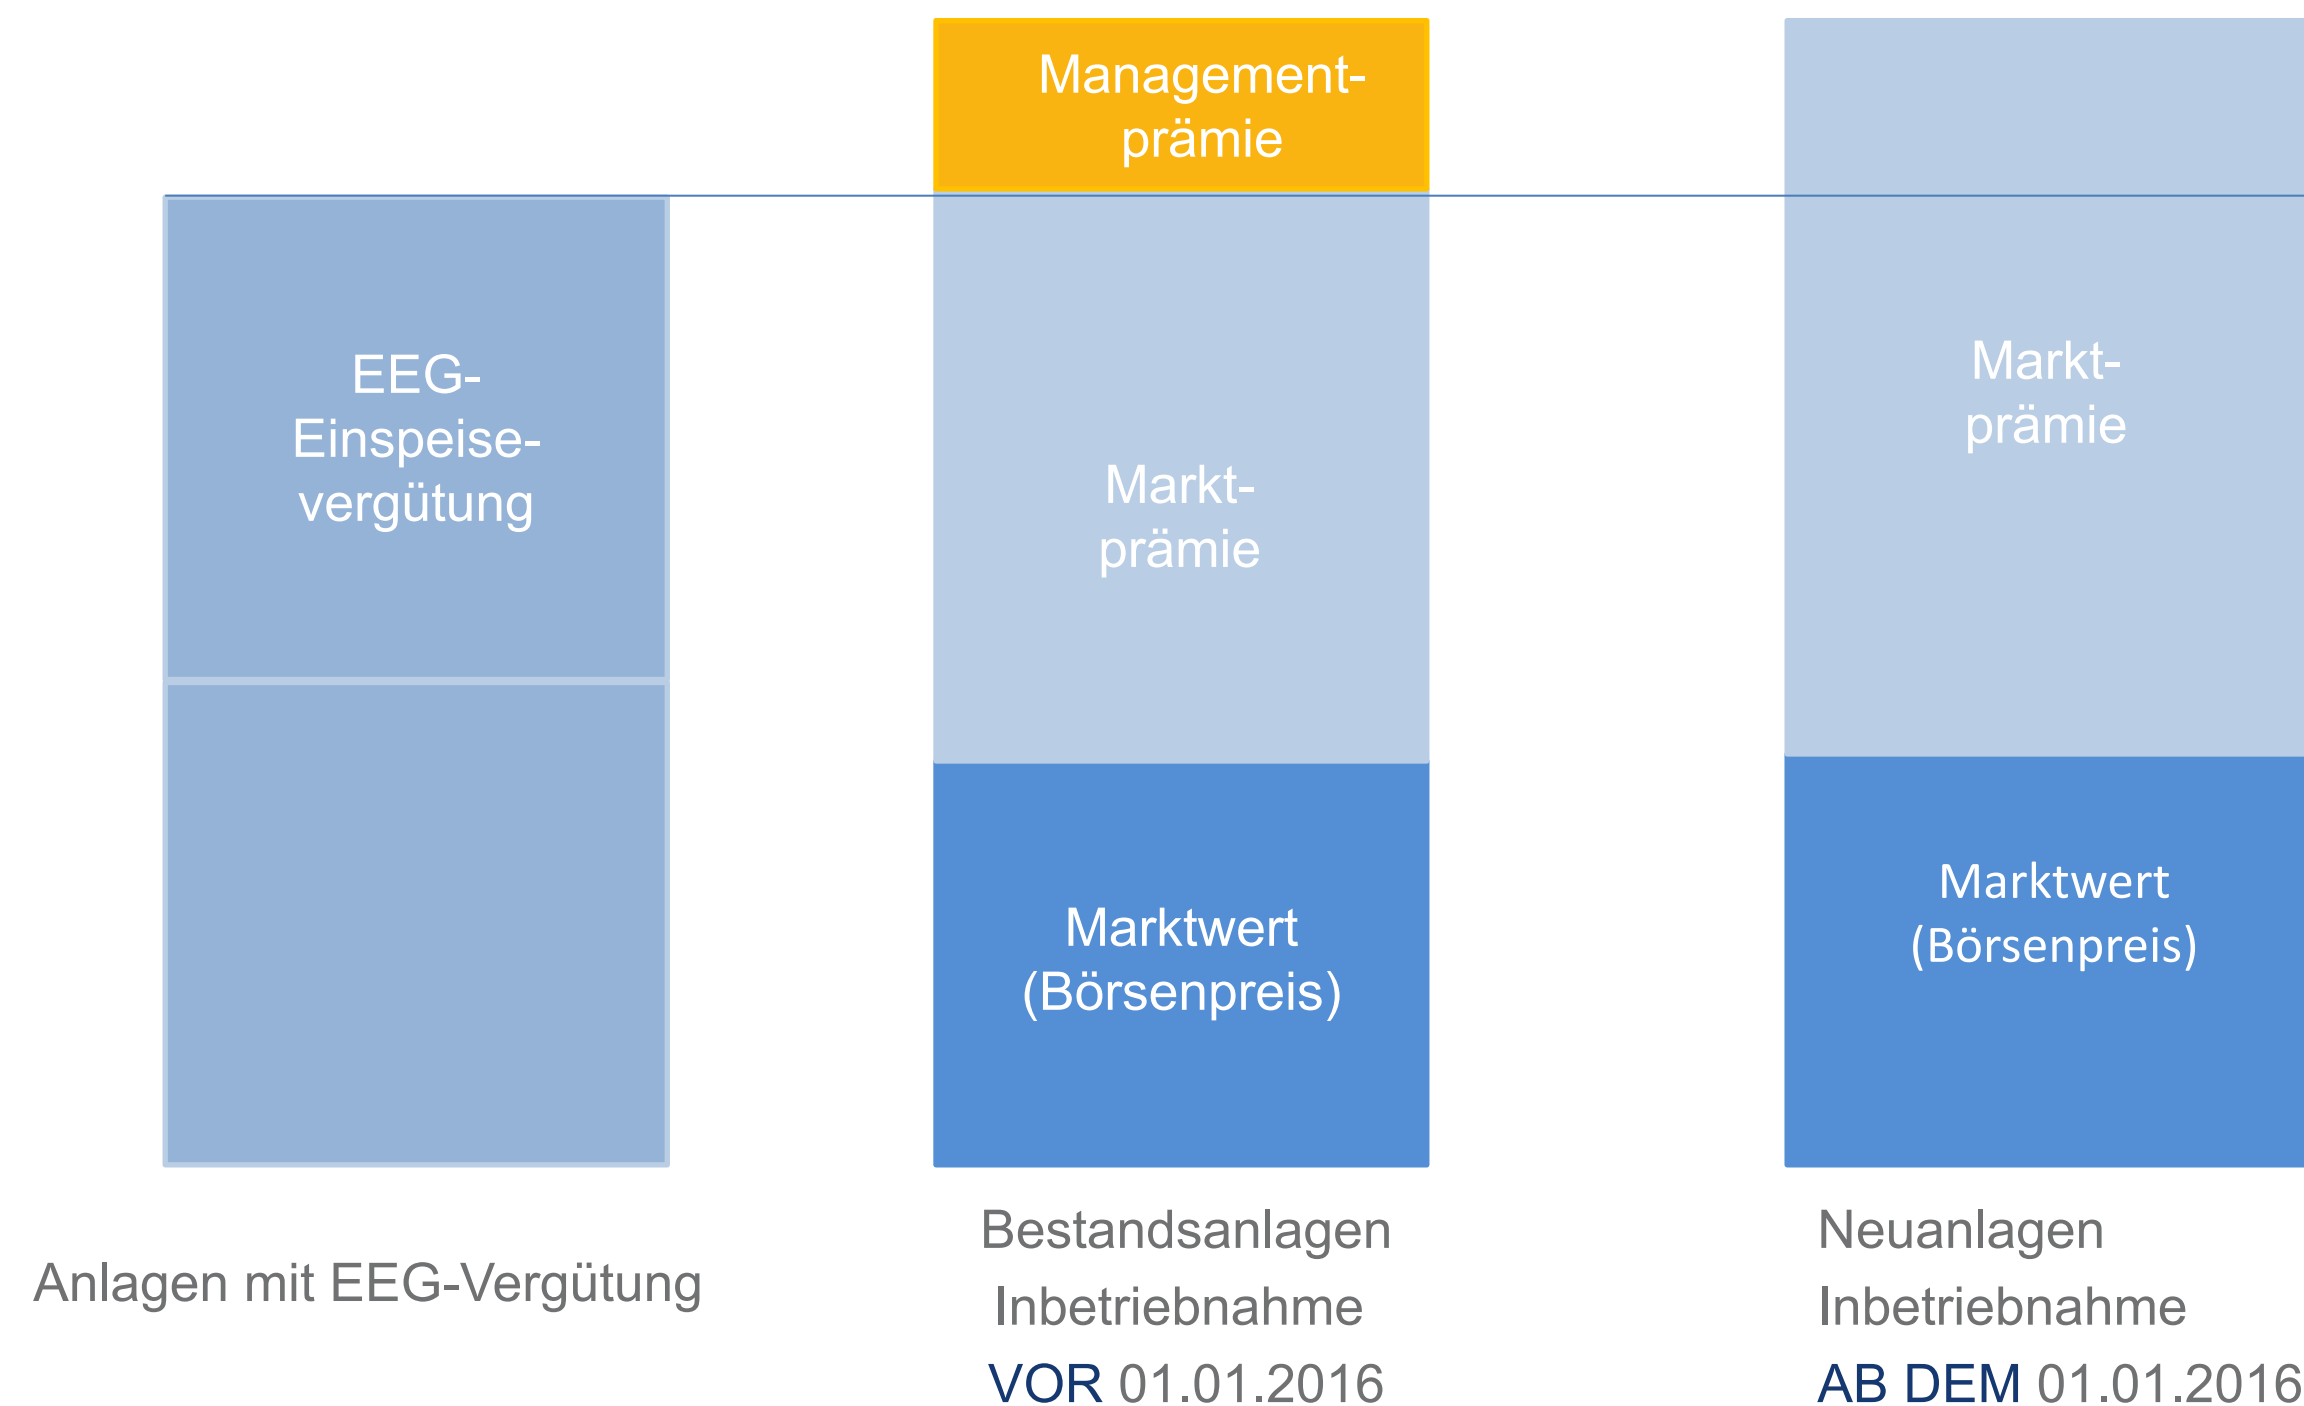 Management-
prämie
EEG-
Einspeise-
vergütung
Markt-
prämie
Markt-
prämie
Marktwert
(Börsenpreis)
Marktwert
(Börsenpreis)
Anlagen mit EEG-Vergütung
Bestandsanlagen
Inbetriebnahme
VOR 01.01.2016
Neuanlagen
Inbetriebnahme
AB DEM 01.01.2016